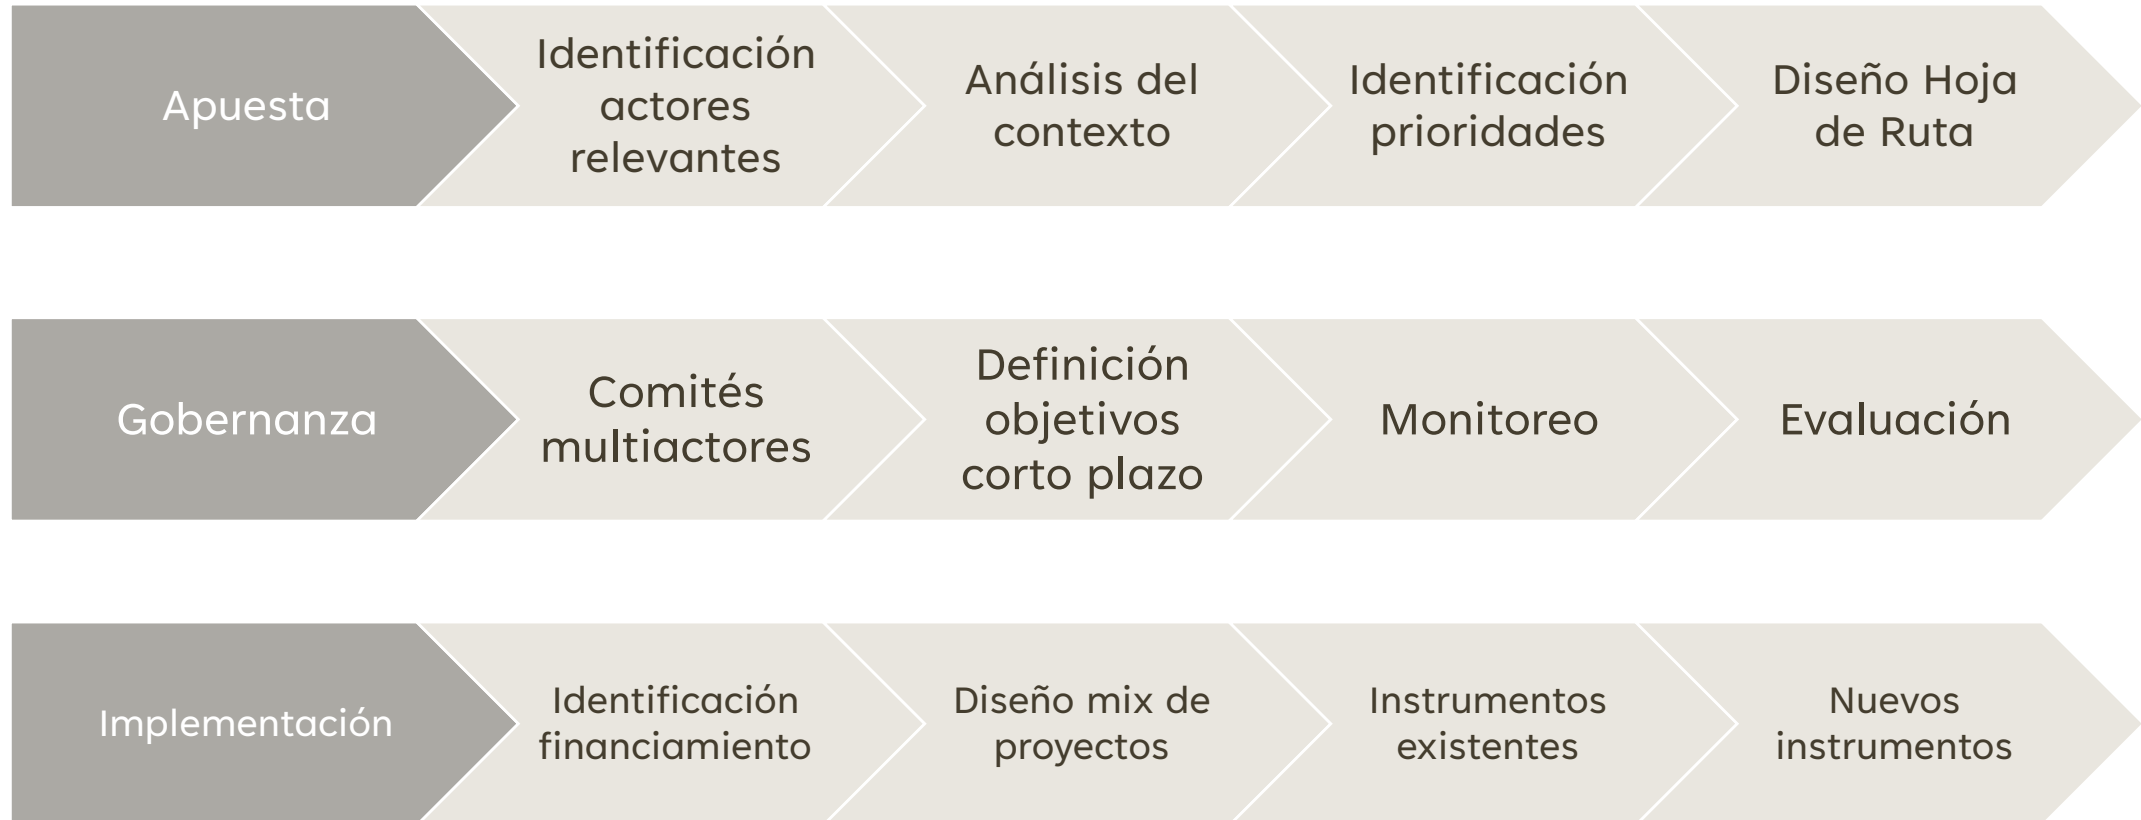 Apuesta
Identificación
actores
relevantes
Análisis del
contexto
Identificación
prioridades
Diseño Hoja
de Ruta
Gobernanza
Comités
multiactores
Definición
objetivos
corto plazo
Monitoreo
Evaluación
Implementación
Identificación
financiamiento
Diseño mix de
proyectos
Instrumentos
existentes
Nuevos
instrumentos